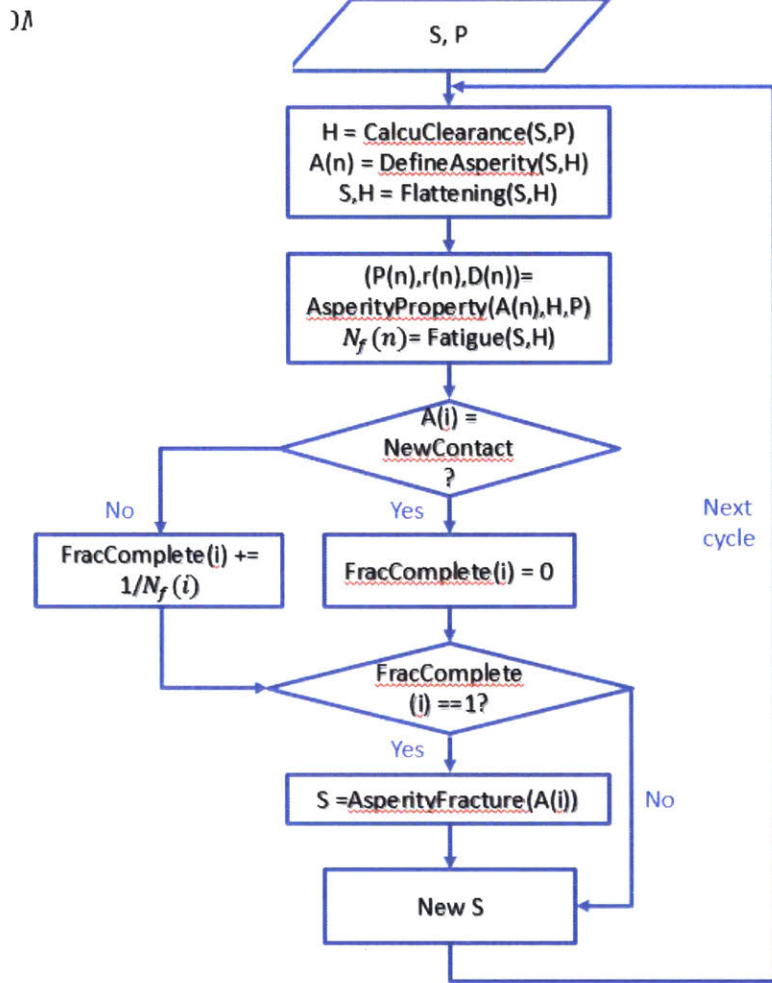 S, P
H = CalcuClearance(S,P)
A(n) = DefineAsperity(S,H)
S,H = Flattening(S,H)
(P(n),r(n),D(n))=
AsperityProperty(A(n),H,P)
N_f(n)= Fatigue(S,H)
A(i) =
NewContact
?
No
Yes
Next
cycle
FracComplete(i) +=
1/N_f(i)
FracComplete(i) = 0
FracComplete
(i) ==1?
Yes
No
S =AsperityFracture(A(i))
New S